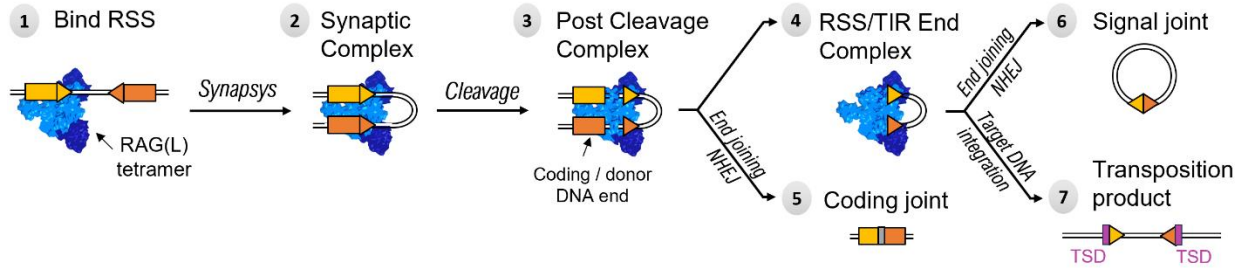 1 Bind RSS
RAG(L)
tetramer
Synapsys
2 Synaptic
Complex
Cleavage
3 Post Cleavage
Complex
Coding / donor
DNA end
End joining
NHEJ
4 RSS/TIR End
Complex
5 Coding joint
End joining
NHEJ
Target DNA
integration
6 Signal joint
7 Transposition
product
TSD TSD